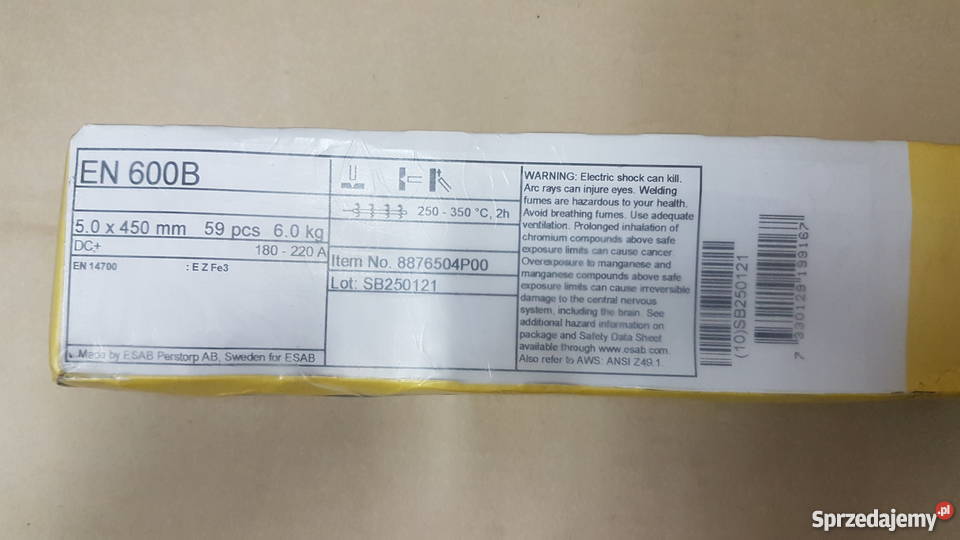 EN 600B
5.0 x 450 mm 59 pcs 6.0 kg
DC+ 180 - 220 A
EN 14700 : E Z Fe3
Made by ESAB Perstorp AB, Sweden for ESAB
250 - 350 °C, 2h
Item No. 8876504P00
Lot: SB250121
WARNING: Electric shock can kill.
Arc rays can injure eyes. Welding
fumes are hazardous to your health.
Avoid breathing fumes. Use adequate
ventilation. Prolonged inhalation of
chromium compounds above safe
exposure limits can cause cancer
Overexposure to manganese and
manganese compounds above safe
exposure limits can cause irreversible
damage to the central nervous
system, including the brain. See
additional hazard information on
package and Safety Data Sheet
available through www.esab.com.
Also refer to AWS: ANSI Z49.1.
(10)SB250121
7 330129 199167
Sprzedajemy.pl